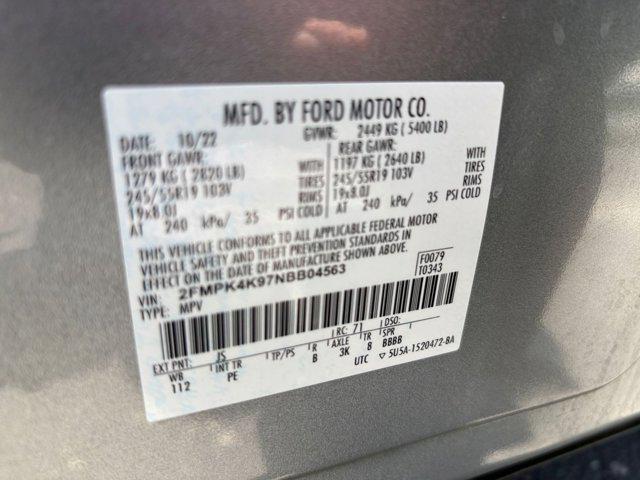 MFD. BY FORD MOTOR CO.
DATE: 10/22 GVWR: 2449 KG ( 5400 LB)
FRONT GAWR: REAR GAWR:
1279 KG ( 2820 LB) WITH 1197 KG ( 2640 LB) WITH
245/55R19 103V TIRES 245/55R19 103V TIRES
19x8.0J RIMS 19x8.0J RIMS
AT 240 kPa/ 35 PSI COLD AT 240 kPa/ 35 PSI COLD
THIS VEHICLE CONFORMS TO ALL APPLICABLE FEDERAL MOTOR
VEHICLE SAFETY AND THEFT PREVENTION STANDARDS IN
EFFECT ON THE DATE OF MANUFACTURE SHOWN ABOVE.
VIN: 2FMPK4K97NBB04563 F0079
TYPE: MPV T0343
EXT PNT: JS RC: 71 DSO:
WB INT TR TP/PS R AXLE TR SPR
112 PE B 3K 8 BBBB
UTC ▽ 5U5A-1520472-BA